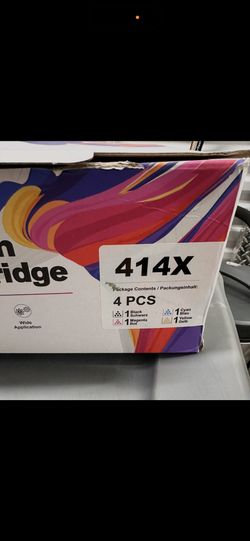 n
ridge
414X
Package Contents / Packungsinhalt:
4 PCS
1 Black Schwarz
1 Cyan Blau
1 Magenta Rot
1 Yellow Gelb
Wide
Application